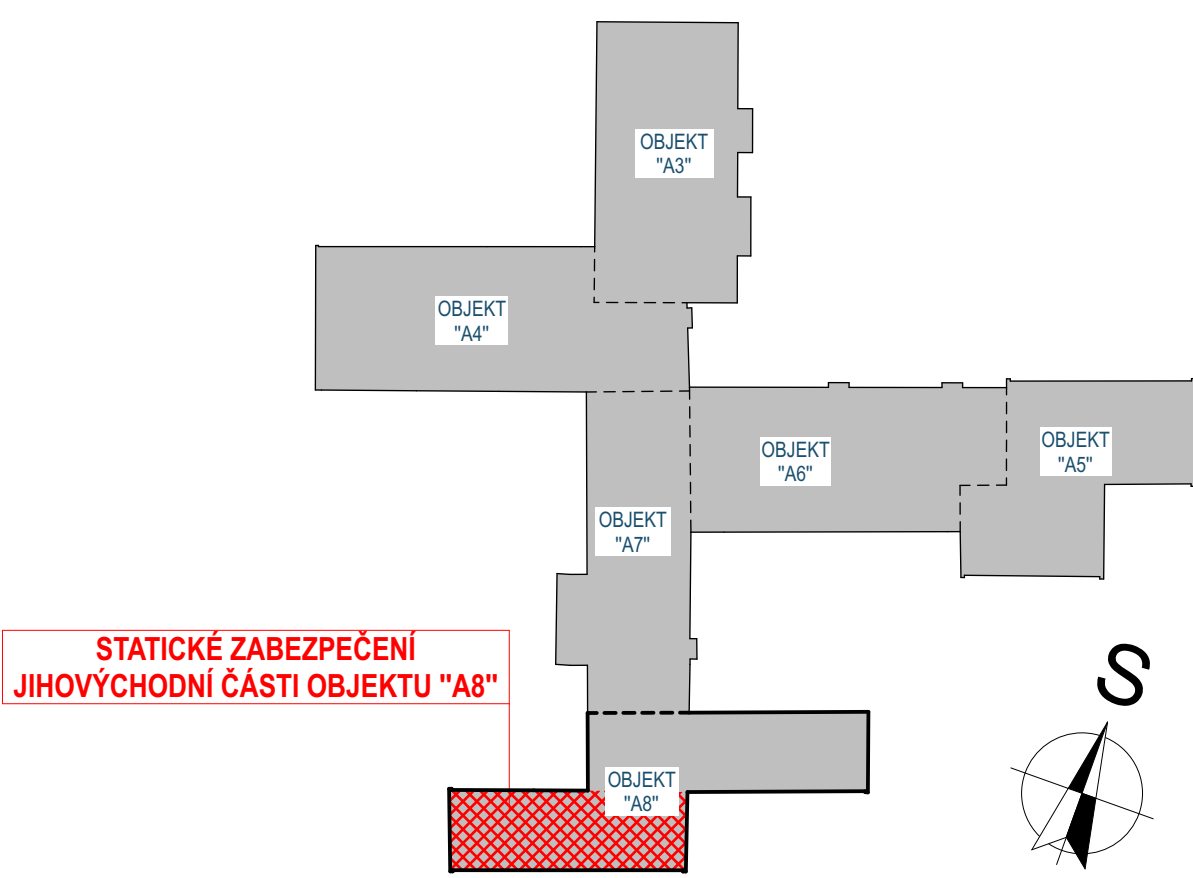 OBJEKT
"A3"
OBJEKT
"A4"
OBJEKT
"A6"
OBJEKT
"A5"
OBJEKT
"A7"
STATICKÉ ZABEZPEČENÍ
JIHOVÝCHODNÍ ČÁSTI OBJEKTU "A8"
S
OBJEKT
"A8"